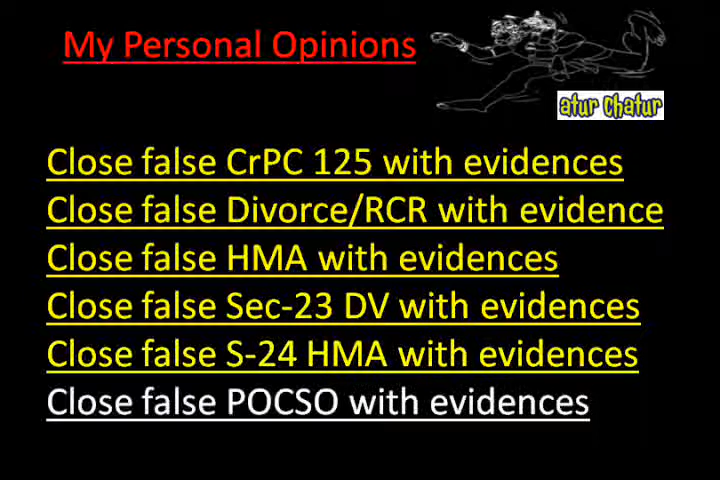 My Personal Opinions
atur chatur
Close false CrPC 125 with evidences
Close false Divorce/RCR with evidence
Close false HMA with evidences
Close false Sec-23 DV with evidences
Close false S-24 HMA with evidences
Close false POCSO with evidences